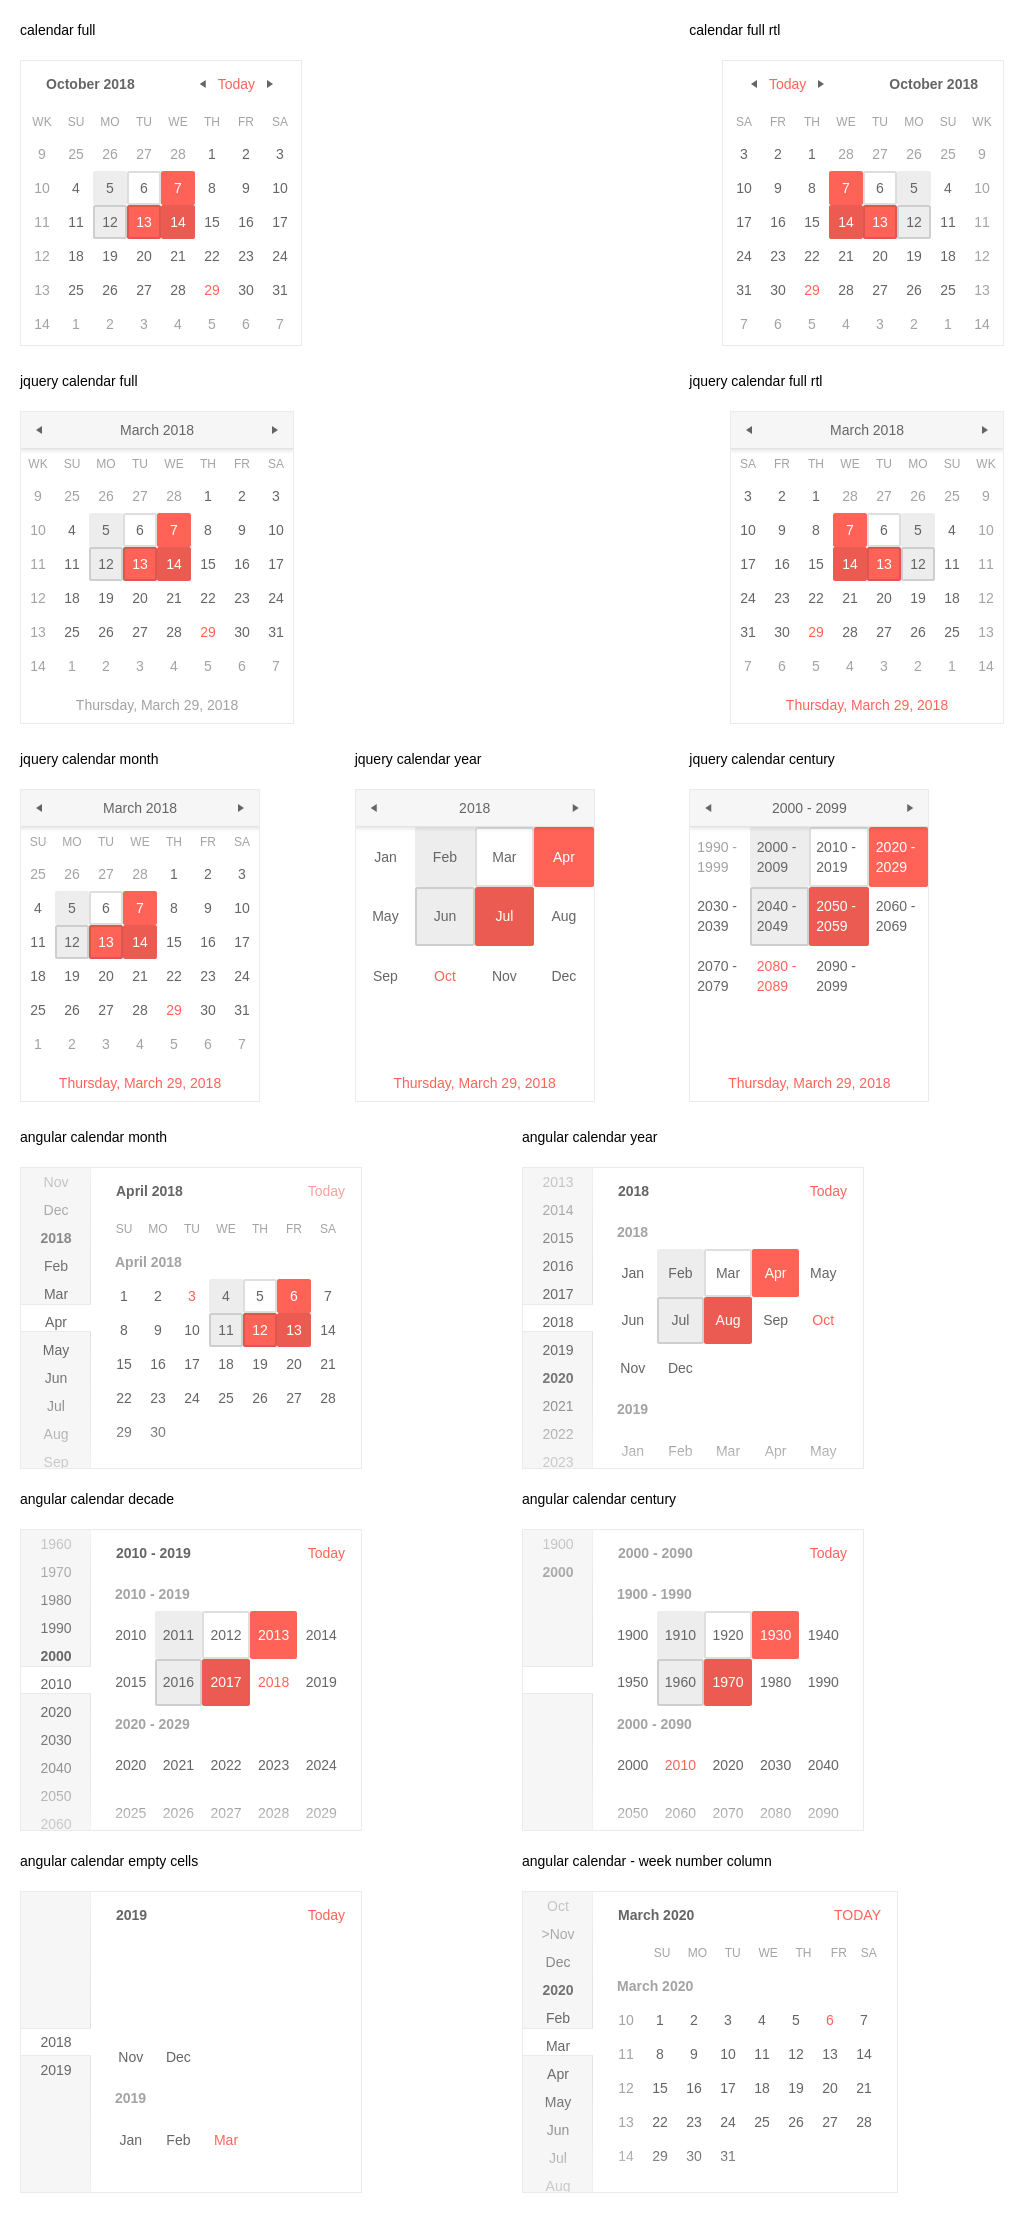 calendar full
October 2018 Today
WK SU MO TU WE TH FR SA
9 25 26 27 28 1 2 3
10 4 5 6 7 8 9 10
11 11 12 13 14 15 16 17
12 18 19 20 21 22 23 24
13 25 26 27 28 29 30 31
14 1 2 3 4 5 6 7
calendar full rtl
Today October 2018
SA FR TH WE TU MO SU WK
3 2 1 28 27 26 25 9
10 9 8 7 6 5 4 10
17 16 15 14 13 12 11 11
24 23 22 21 20 19 18 12
31 30 29 28 27 26 25 13
7 6 5 4 3 2 1 14
jquery calendar full
March 2018
WK SU MO TU WE TH FR SA
9 25 26 27 28 1 2 3
10 4 5 6 7 8 9 10
11 11 12 13 14 15 16 17
12 18 19 20 21 22 23 24
13 25 26 27 28 29 30 31
14 1 2 3 4 5 6 7
Thursday, March 29, 2018
jquery calendar full rtl
March 2018
SA FR TH WE TU MO SU WK
3 2 1 28 27 26 25 9
10 9 8 7 6 5 4 10
17 16 15 14 13 12 11 11
24 23 22 21 20 19 18 12
31 30 29 28 27 26 25 13
7 6 5 4 3 2 1 14
Thursday, March 29, 2018
jquery calendar month
March 2018
SU MO TU WE TH FR SA
25 26 27 28 1 2 3
4 5 6 7 8 9 10
11 12 13 14 15 16 17
18 19 20 21 22 23 24
25 26 27 28 29 30 31
1 2 3 4 5 6 7
Thursday, March 29, 2018
jquery calendar year
2018
Jan Feb Mar Apr
May Jun Jul Aug
Sep Oct Nov Dec
Thursday, March 29, 2018
jquery calendar century
2000 - 2099
1990 - 1999 2000 - 2009 2010 - 2019 2020 - 2029
2030 - 2039 2040 - 2049 2050 - 2059 2060 - 2069
2070 - 2079 2080 - 2089 2090 - 2099
Thursday, March 29, 2018
angular calendar month
Nov
Dec
2018
Feb
Mar
Apr
May
Jun
Jul
Aug
Sep
April 2018 Today
SU MO TU WE TH FR SA
April 2018
1 2 3 4 5 6 7
8 9 10 11 12 13 14
15 16 17 18 19 20 21
22 23 24 25 26 27 28
29 30
angular calendar year
2013
2014
2015
2016
2017
2018
2019
2020
2021
2022
2023
2018 Today
2018
Jan Feb Mar Apr May
Jun Jul Aug Sep Oct
Nov Dec
2019
Jan Feb Mar Apr May
angular calendar decade
1960
1970
1980
1990
2000
2010
2020
2030
2040
2050
2060
2010 - 2019 Today
2010 - 2019
2010 2011 2012 2013 2014
2015 2016 2017 2018 2019
2020 - 2029
2020 2021 2022 2023 2024
2025 2026 2027 2028 2029
angular calendar century
1900
2000
2000 - 2090 Today
1900 - 1990
1900 1910 1920 1930 1940
1950 1960 1970 1980 1990
2000 - 2090
2000 2010 2020 2030 2040
2050 2060 2070 2080 2090
angular calendar empty cells
2018
2019
2019 Today
Nov Dec
2019
Jan Feb Mar
angular calendar - week number column
Oct
>Nov
Dec
2020
Feb
Mar
Apr
May
Jun
Jul
Aug
March 2020 TODAY
SU MO TU WE TH FR SA
March 2020
10 1 2 3 4 5 6 7
11 8 9 10 11 12 13 14
12 15 16 17 18 19 20 21
13 22 23 24 25 26 27 28
14 29 30 31